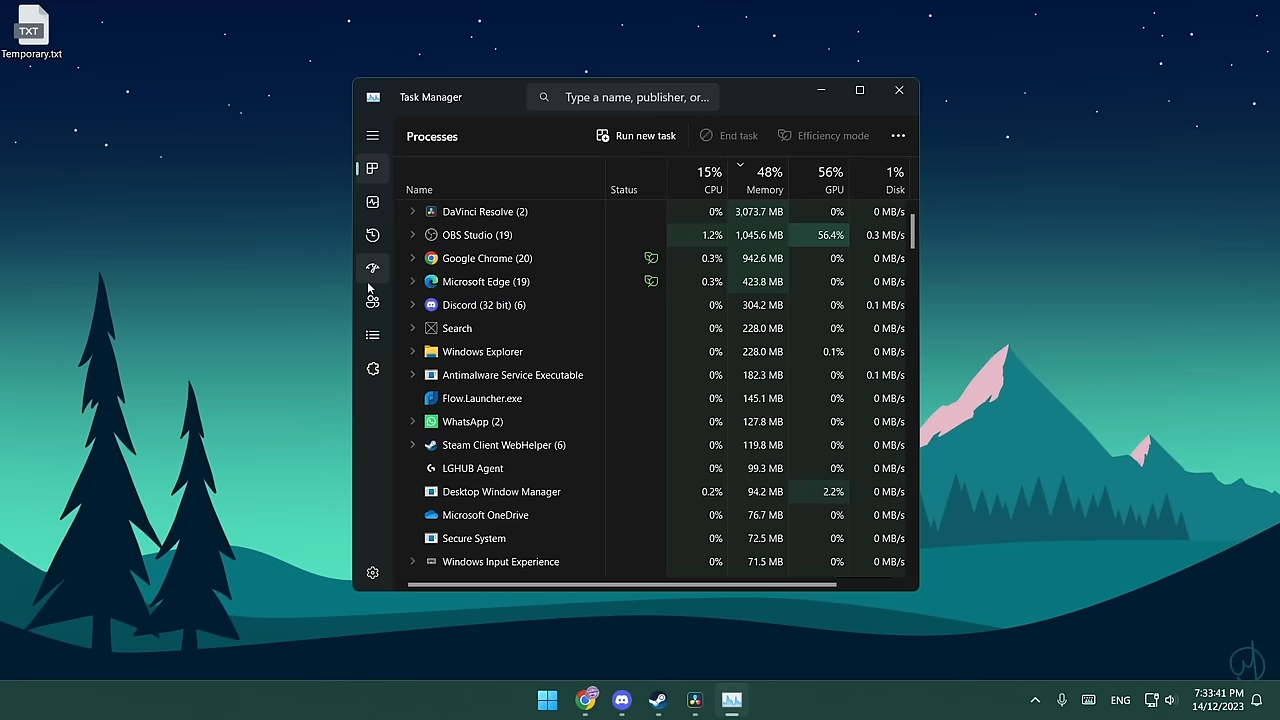 TXT
Temporary.txt
Task Manager
Type a name, publisher, or...
Processes
Run new task
End task
Efficiency mode
15% 48% 56% 1%
Name Status CPU Memory GPU Disk
DaVinci Resolve (2) 0% 3,073.7 MB 0% 0 MB/s
OBS Studio (19) 1.2% 1,045.6 MB 56.4% 0.3 MB/s
Google Chrome (20) 0.3% 942.6 MB 0% 0 MB/s
Microsoft Edge (19) 0.3% 423.8 MB 0% 0 MB/s
Discord (32 bit) (6) 0% 304.2 MB 0% 0.1 MB/s
Search 0% 228.0 MB 0% 0 MB/s
Windows Explorer 0% 228.0 MB 0.1% 0 MB/s
Antimalware Service Executable 0% 182.3 MB 0% 0.1 MB/s
Flow.Launcher.exe 0% 145.1 MB 0% 0 MB/s
WhatsApp (2) 0% 127.8 MB 0% 0 MB/s
Steam Client WebHelper (6) 0% 119.8 MB 0% 0 MB/s
LGHUB Agent 0% 99.3 MB 0% 0 MB/s
Desktop Window Manager 0.2% 94.2 MB 2.2% 0 MB/s
Microsoft OneDrive 0% 76.7 MB 0% 0 MB/s
Secure System 0% 72.5 MB 0% 0 MB/s
Windows Input Experience 0% 71.5 MB 0% 0 MB/s
ENG
7:33:41 PM
14/12/2023